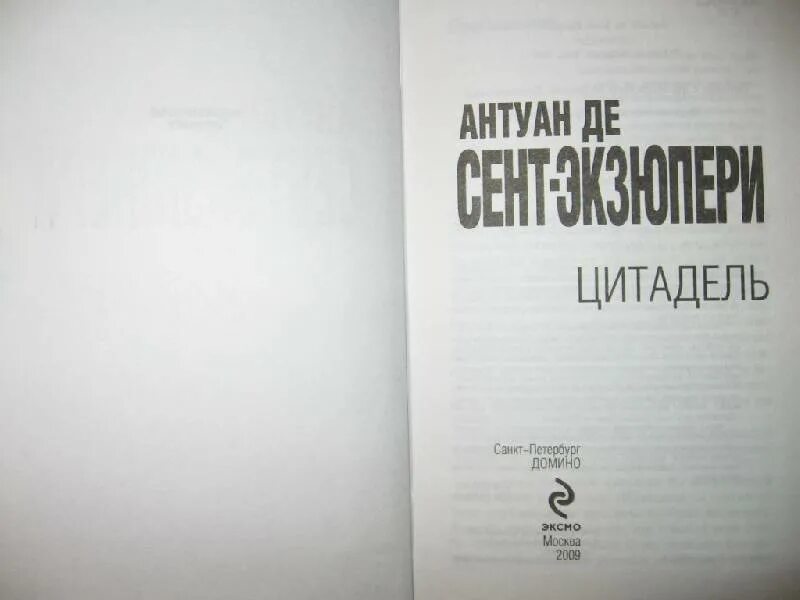 АНТУАН ДЕ
СЕНТ-ЭКЗЮПЕРИ
ЦИТАДЕЛЬ
Санкт-Петербург
ДОМИНО
ЭКСМО
Москва
2009